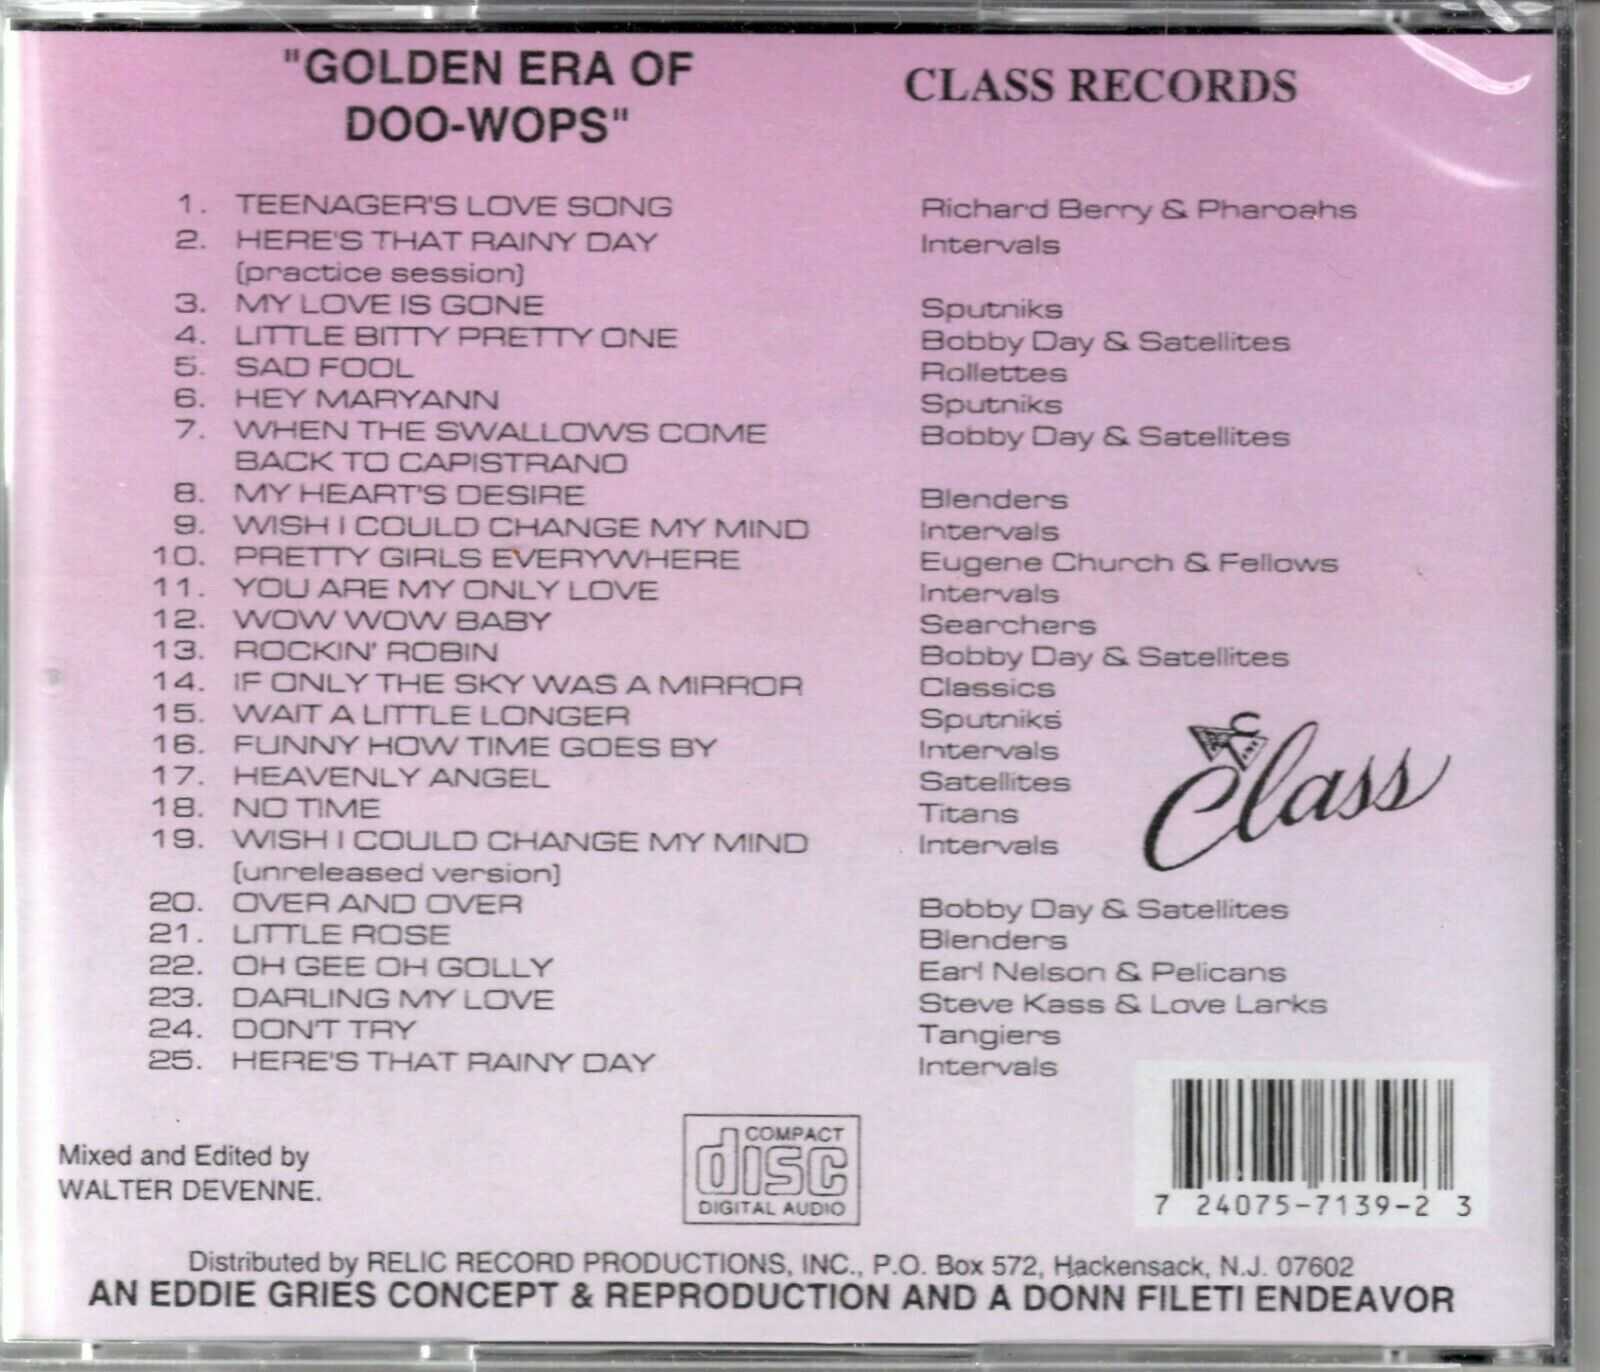 "GOLDEN ERA OF
DOO-WOPS"
CLASS RECORDS
1. TEENAGER'S LOVE SONG Richard Berry & Pharoahs
2. HERE'S THAT RAINY DAY Intervals
(practice session)
3. MY LOVE IS GONE Sputniks
4. LITTLE BITTY PRETTY ONE Bobby Day & Satellites
5. SAD FOOL Rollettes
6. HEY MARYANN Sputniks
7. WHEN THE SWALLOWS COME Bobby Day & Satellites
BACK TO CAPISTRANO
8. MY HEART'S DESIRE Blenders
9. WISH I COULD CHANGE MY MIND Intervals
10. PRETTY GIRLS EVERYWHERE Eugene Church & Fellows
11. YOU ARE MY ONLY LOVE Intervals
12. WOW WOW BABY Searchers
13. ROCKIN' ROBIN Bobby Day & Satellites
14. IF ONLY THE SKY WAS A MIRROR Classics
15. WAIT A LITTLE LONGER Sputniks
16. FUNNY HOW TIME GOES BY Intervals
17. HEAVENLY ANGEL Satellites
18. NO TIME Titans
19. WISH I COULD CHANGE MY MIND Intervals
(unreleased version)
20. OVER AND OVER Bobby Day & Satellites
21. LITTLE ROSE Blenders
22. OH GEE OH GOLLY Earl Nelson & Pelicans
23. DARLING MY LOVE Steve Kass & Love Larks
24. DON'T TRY Tangiers
25. HERE'S THAT RAINY DAY Intervals
Class
Mixed and Edited by
WALTER DEVENNE.
COMPACT
disc
DIGITAL AUDIO
7 24075-7139-2 3
Distributed by RELIC RECORD PRODUCTIONS, INC., P.O. Box 572, Hackensack, N.J. 07602
AN EDDIE GRIES CONCEPT & REPRODUCTION AND A DONN FILETI ENDEAVOR